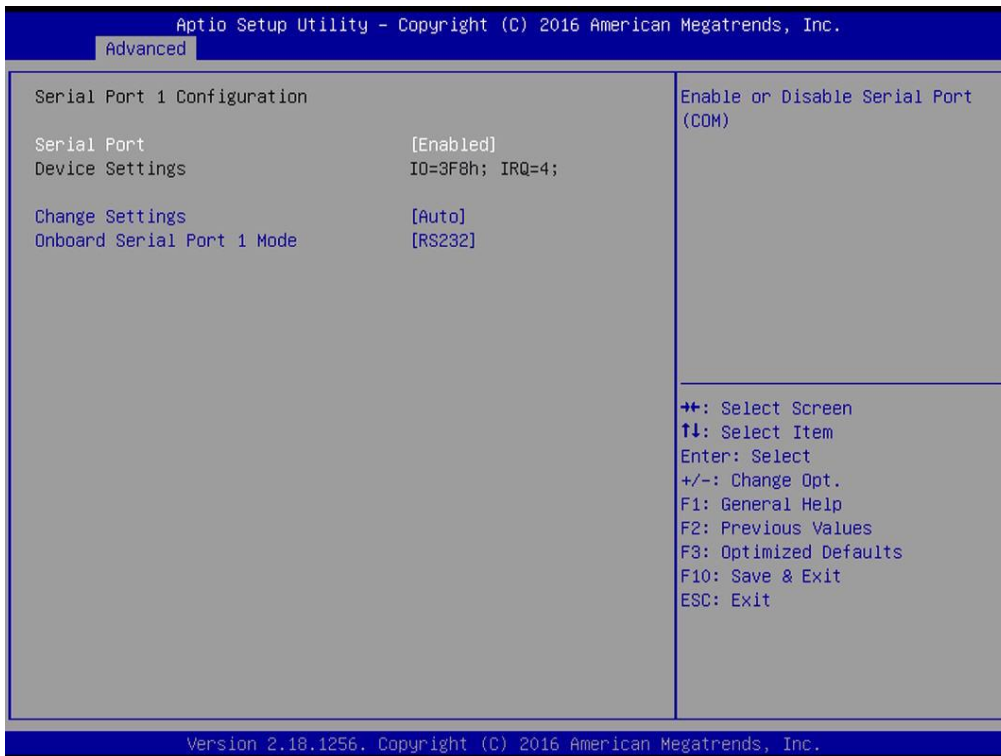 Aptio Setup Utility – Copyright (C) 2016 American Megatrends, Inc.
Advanced
Serial Port 1 Configuration
Serial Port [Enabled]
Device Settings IO=3F8h; IRQ=4;
Change Settings [Auto]
Onboard Serial Port 1 Mode [RS232]
Enable or Disable Serial Port
(COM)
→←: Select Screen
↑↓: Select Item
Enter: Select
+/-: Change Opt.
F1: General Help
F2: Previous Values
F3: Optimized Defaults
F10: Save & Exit
ESC: Exit
Version 2.18.1256. Copyright (C) 2016 American Megatrends, Inc.